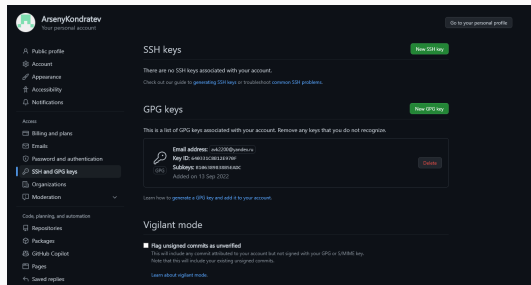 ArsenyKondratev
Your personal account
Go to your personal profile
Public profile
Account
Appearance
Accessibility
Notifications
Access
Billing and plans
Emails
Password and authentication
SSH and GPG keys
Organizations
Moderation
Code, planning, and automation
Repositories
Packages
GitHub Copilot
Pages
Saved replies
SSH keys
New SSH key
There are no SSH keys associated with your account.
Check out our guide to generating SSH keys or troubleshoot common SSH problems.
GPG keys
New GPG key
This is a list of GPG keys associated with your account. Remove any keys that you do not recognize.
Email address: avk2200@yandex.ru
Key ID:
Subkeys:
Added on 13 Sep 2022
GPG
Delete
Learn how to generate a GPG key and add it to your account.
Vigilant mode
Flag unsigned commits as unverified
This will include any commit attributed to your account but not signed with your GPG or S/MIME key.
Note that this will include your existing unsigned commits.
Learn about vigilant mode.